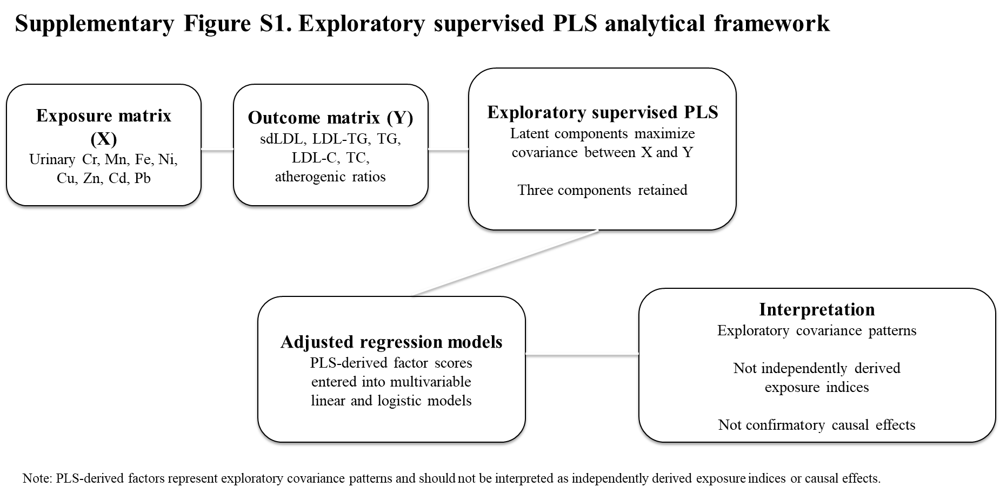 Supplementary Figure S1. Exploratory supervised PLS analytical framework
Exposure matrix
(X)
Urinary Cr, Mn, Fe, Ni,
Cu, Zn, Cd, Pb
Outcome matrix (Y)
sdLDL, LDL-TG, TG,
LDL-C, TC,
atherogenic ratios
Exploratory supervised PLS
Latent components maximize
covariance between X and Y
Three components retained
Adjusted regression models
PLS-derived factor scores
entered into multivariable
linear and logistic models
Interpretation
Exploratory covariance patterns
Not independently derived
exposure indices
Not confirmatory causal effects
Note: PLS-derived factors represent exploratory covariance patterns and should not be interpreted as independently derived exposure indices or causal effects.